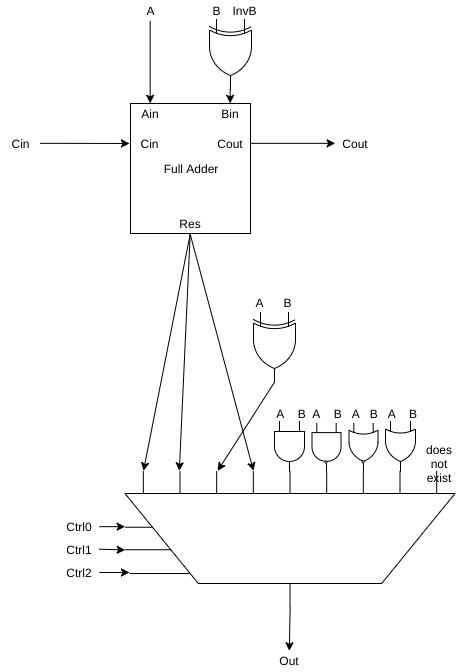 A
B InvB
Ain Bin
Cin Cin Cout Cout
Full Adder
Res
A B
A B A B A B A B
does
not
exist
Ctrl0
Ctrl1
Ctrl2
Out